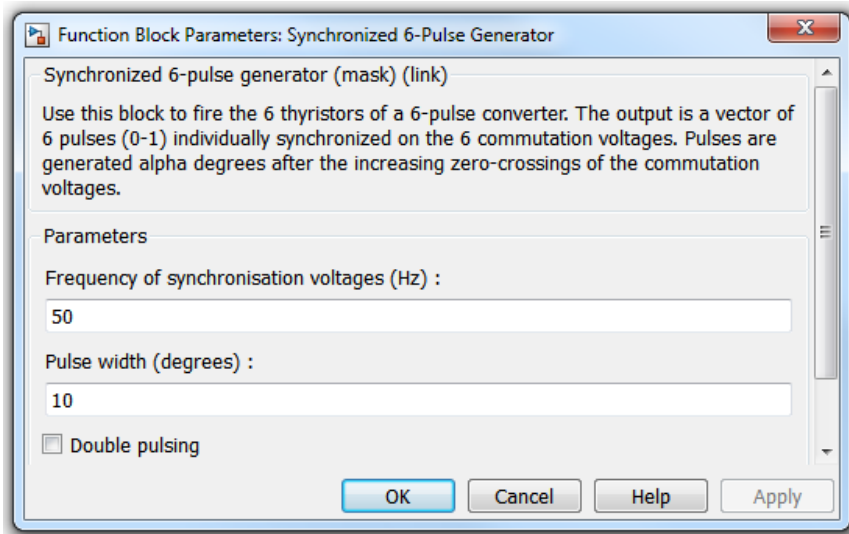 Function Block Parameters: Synchronized 6-Pulse Generator
Synchronized 6-pulse generator (mask) (link)
Use this block to fire the 6 thyristors of a 6-pulse converter. The output is a vector of
6 pulses (0-1) individually synchronized on the 6 commutation voltages. Pulses are
generated alpha degrees after the increasing zero-crossings of the commutation
voltages.
Parameters
Frequency of synchronisation voltages (Hz) :
50
Pulse width (degrees) :
10
Double pulsing
OK Cancel Help Apply